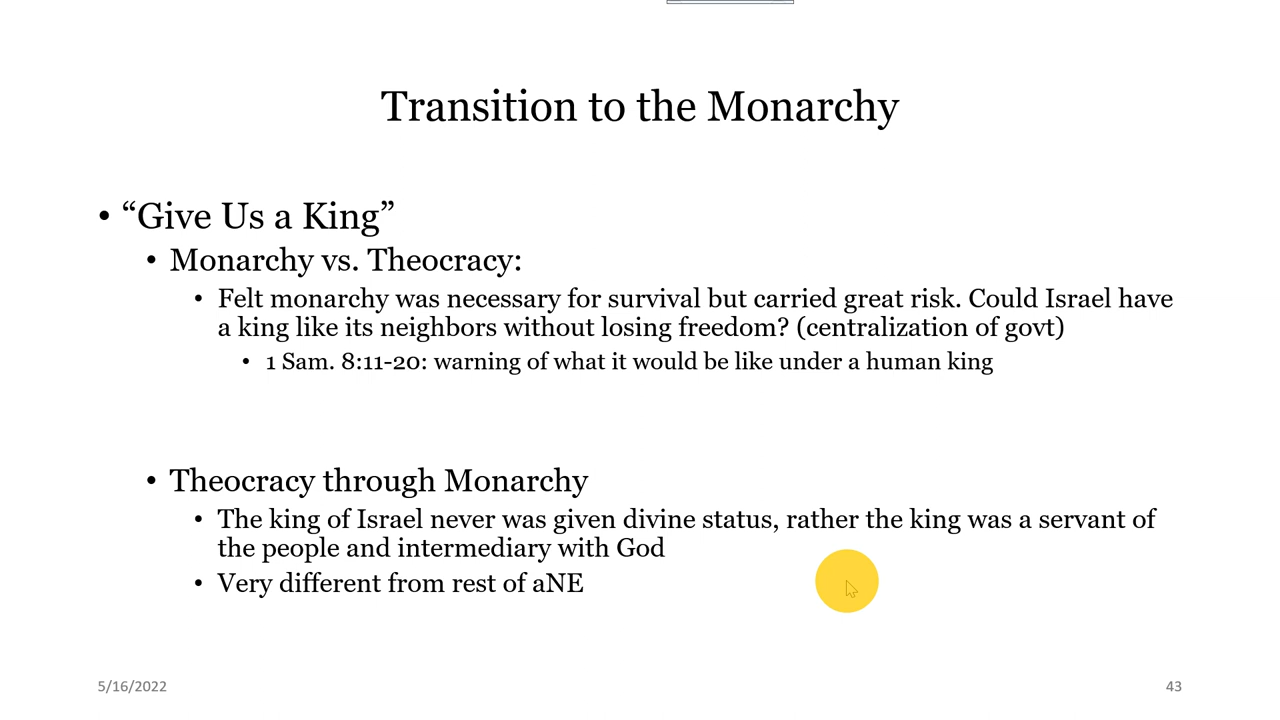 Transition to the Monarchy
• “Give Us a King”
• Monarchy vs. Theocracy:
• Felt monarchy was necessary for survival but carried great risk. Could Israel have
a king like its neighbors without losing freedom? (centralization of govt)
• 1 Sam. 8:11-20: warning of what it would be like under a human king
• Theocracy through Monarchy
• The king of Israel never was given divine status, rather the king was a servant of
the people and intermediary with God
• Very different from rest of aNE
5/16/2022
43